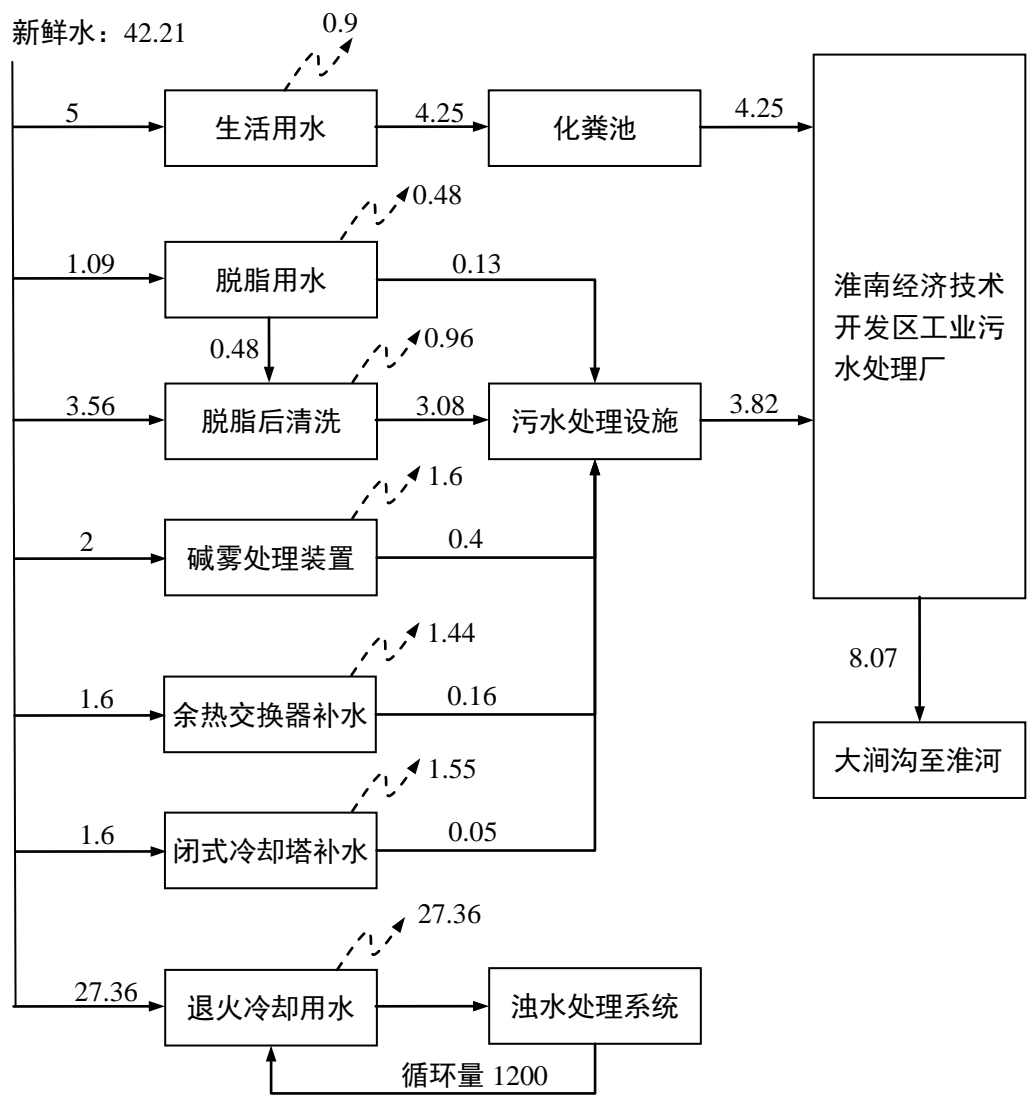 新鲜水：42.21
0.9
5
生活用水
4.25
化粪池
4.25
0.48
1.09
脱脂用水
0.13
0.48
0.96
3.56
脱脂后清洗
3.08
污水处理设施
3.82
淮南经济技术
开发区工业污
水处理厂
1.6
2
碱雾处理装置
0.4
1.44
1.6
余热交换器补水
0.16
8.07
大涧沟至淮河
1.55
1.6
闭式冷却塔补水
0.05
27.36
27.36
退火冷却用水
浊水处理系统
循环量 1200